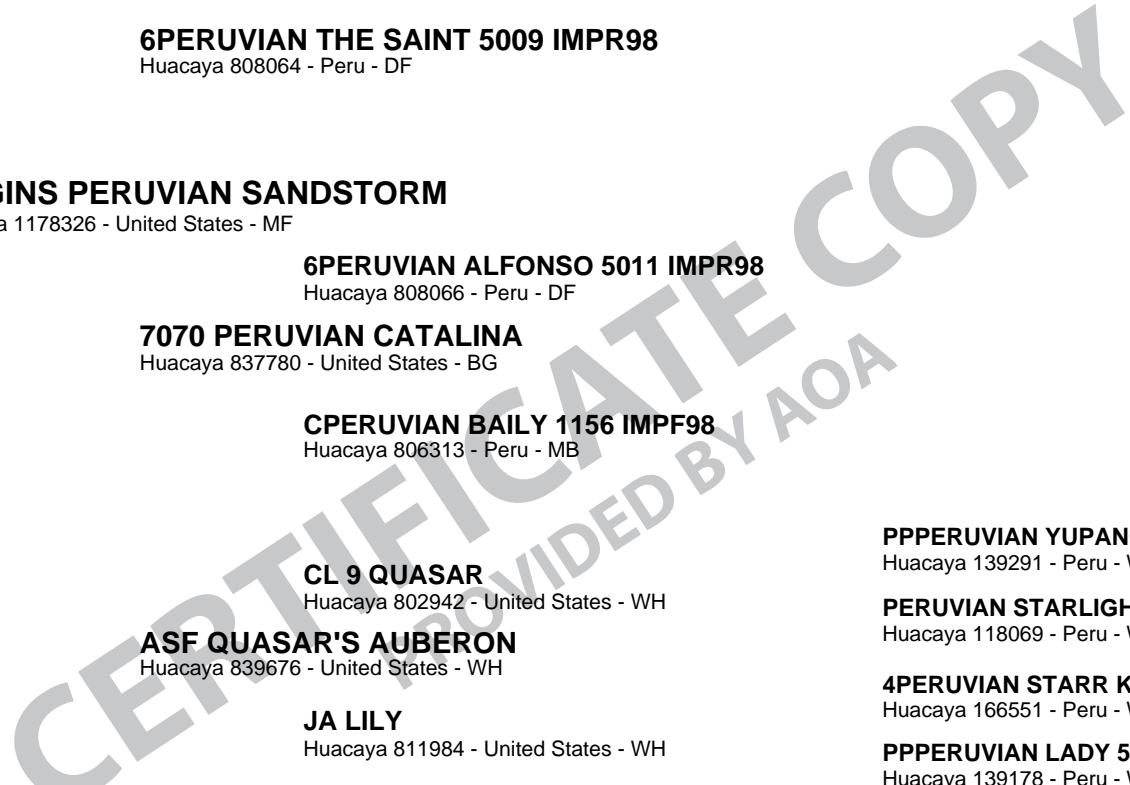 6PERUVIAN THE SAINT 5009 IMPR98
Huacaya 808064 - Peru - DF
PERUVIAN SANDSTORM
1178326 - United States - MF
6PERUVIAN ALFONSO 5011 IMPR98
Huacaya 808066 - Peru - DF
7070 PERUVIAN CATALINA
Huacaya 837780 - United States - BG
CPERUVIAN BAILY 1156 IMPF98
Huacaya 806313 - Peru - MB
CL 9 QUASAR
Huacaya 802942 - United States - WH
ASF QUASAR'S AUBERON
Huacaya 839676 - United States - WH
JA LILY
Huacaya 811984 - United States - WH
PPPERUVIAN
Huacaya 139291 - Peru -
PERUVIAN
Huacaya 118069 - Peru -
4PERUVIAN STARR
Huacaya 166551 - Peru -
PPPERUVIAN LADY
Huacaya 139178 - Peru -
CERTIFICATE COPY
PROVIDED BY AOA